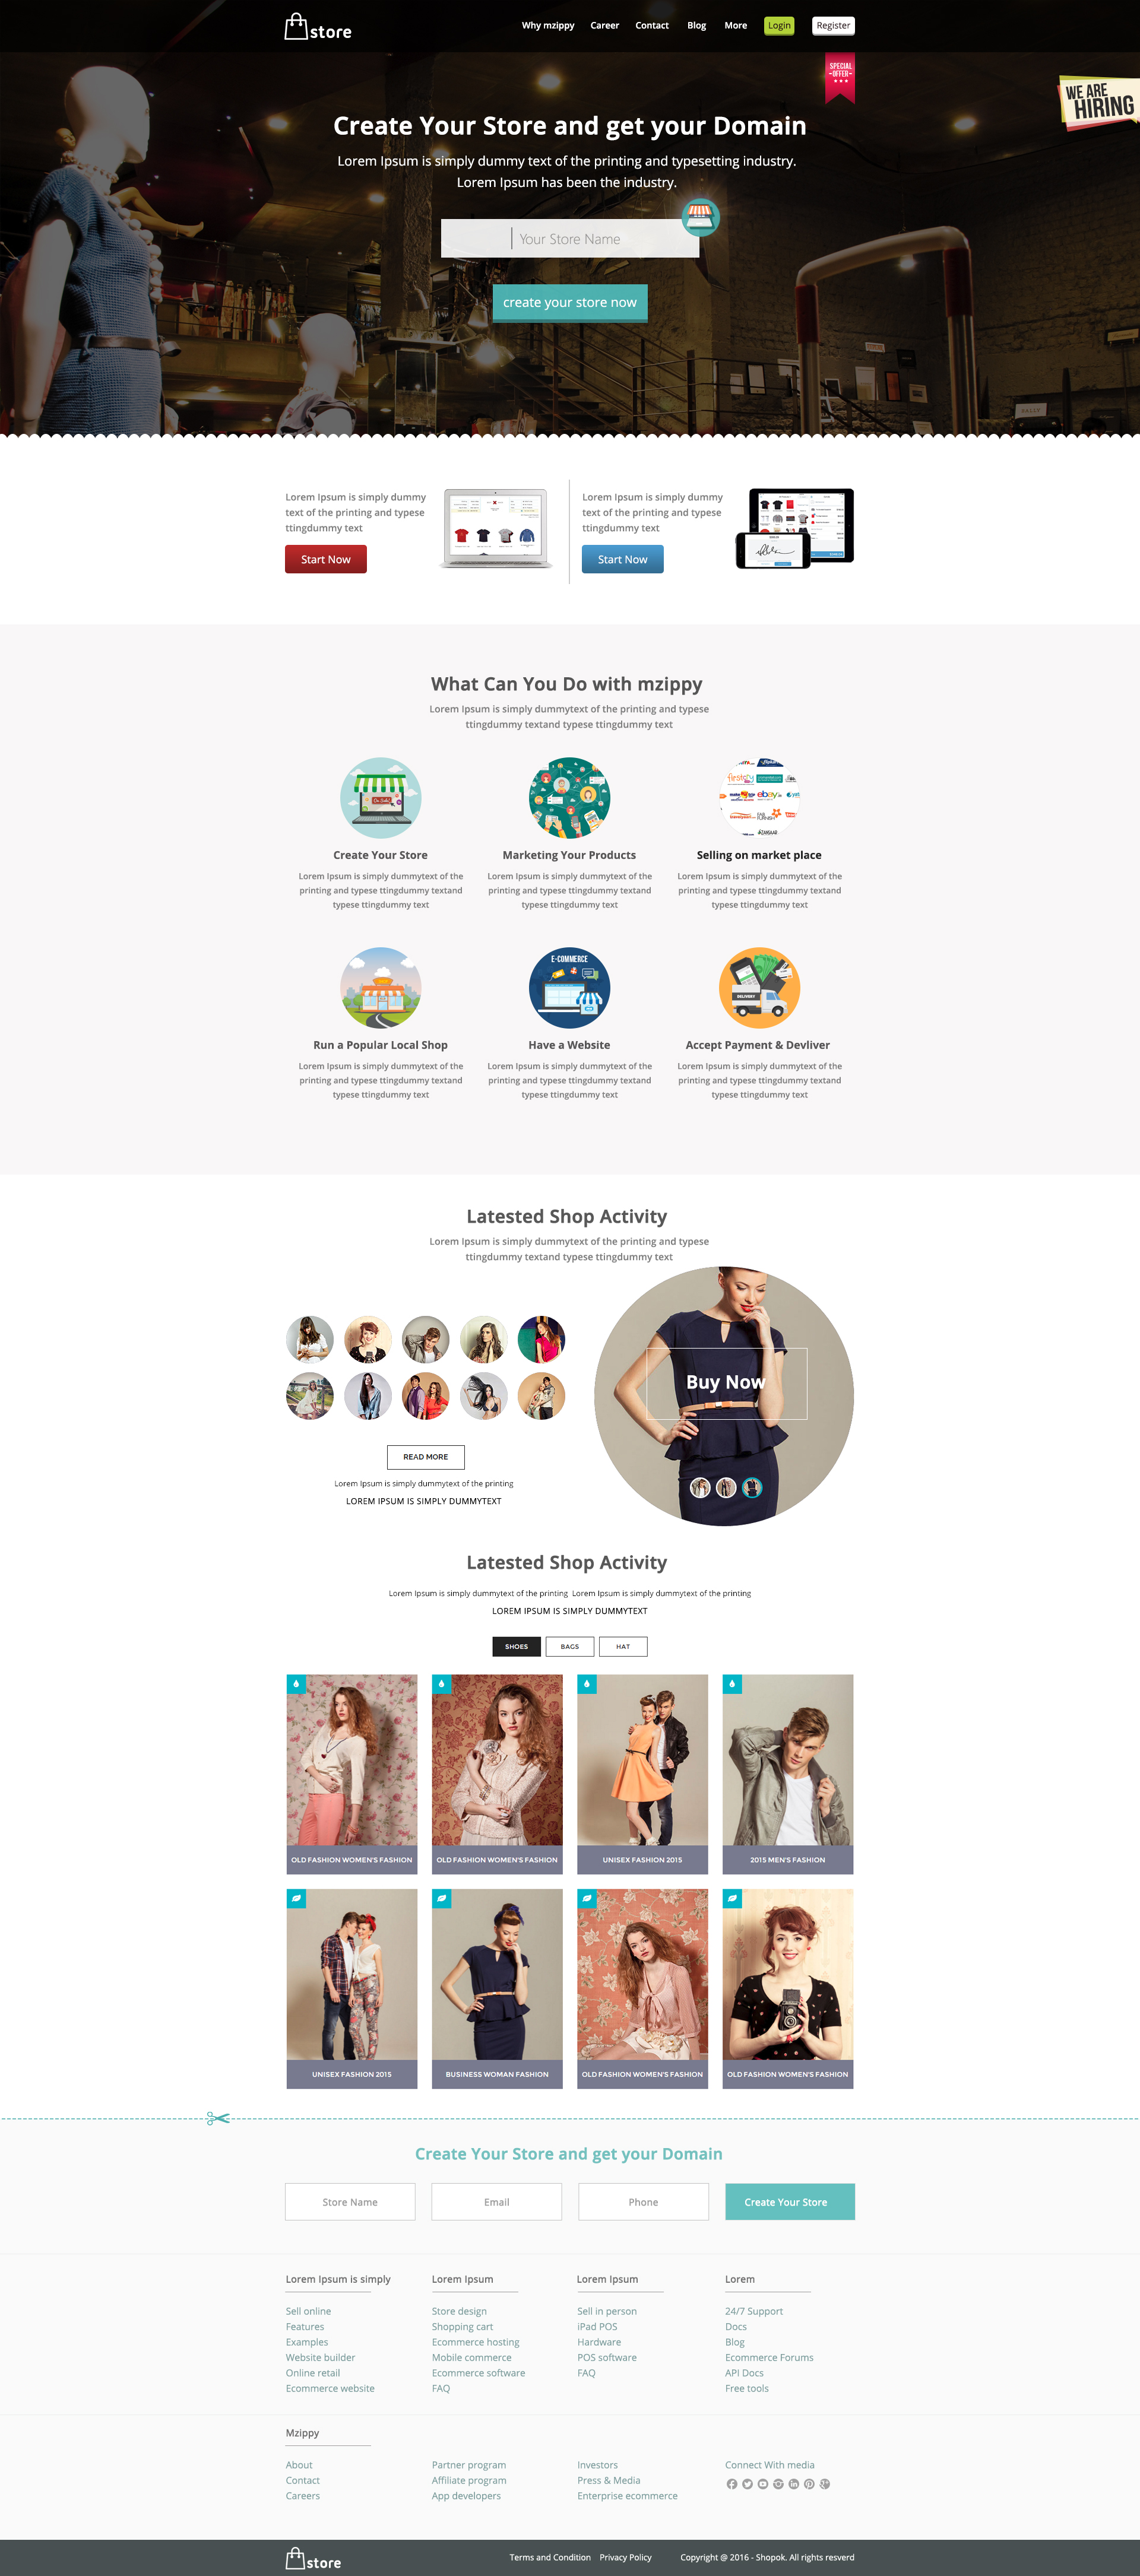 store
Why mzippy
Career
Contact
Blog
More
Login
Register
SPECIAL
-OFFER-
WE ARE
HIRING
Create Your Store and get your Domain
Lorem Ipsum is simply dummy text of the printing and typesetting industry.
Lorem Ipsum has been the industry.
Your Store Name
create your store now
Lorem Ipsum is simply dummy
text of the printing and typese
ttingdummy text
Start Now
Lorem Ipsum is simply dummy
text of the printing and typese
ttingdummy text
Start Now
What Can You Do with mzippy
Lorem Ipsum is simply dummytext of the printing and typese
ttingdummy textand typese ttingdummy text
ebay
Create Your Store
Marketing Your Products
Selling on market place
Lorem Ipsum is simply dummytext of the
printing and typese ttingdummy textand
typese ttingdummy text
Lorem Ipsum is simply dummytext of the
printing and typese ttingdummy textand
typese ttingdummy text
Lorem Ipsum is simply dummytext of the
printing and typese ttingdummy textand
typese ttingdummy text
E-COMMERCE
DELIVERY
Run a Popular Local Shop
Have a Website
Accept Payment & Devliver
Lorem Ipsum is simply dummytext of the
printing and typese ttingdummy textand
typese ttingdummy text
Lorem Ipsum is simply dummytext of the
printing and typese ttingdummy textand
typese ttingdummy text
Lorem Ipsum is simply dummytext of the
printing and typese ttingdummy textand
typese ttingdummy text
Latested Shop Activity
Lorem Ipsum is simply dummytext of the printing and typese
ttingdummy textand typese ttingdummy text
Buy Now
READ MORE
Lorem Ipsum is simply dummytext of the printing
LOREM IPSUM IS SIMPLY DUMMYTEXT
Latested Shop Activity
Lorem Ipsum is simply dummytext of the printing Lorem Ipsum is simply dummytext of the printing
LOREM IPSUM IS SIMPLY DUMMYTEXT
SHOES
BAGS
HAT
OLD FASHION WOMEN'S FASHION
OLD FASHION WOMEN'S FASHION
UNISEX FASHION 2015
2015 MEN'S FASHION
UNISEX FASHION 2015
BUSINESS WOMAN FASHION
OLD FASHION WOMEN'S FASHION
OLD FASHION WOMEN'S FASHION
Create Your Store and get your Domain
Store Name
Email
Phone
Create Your Store
Lorem Ipsum is simply
Sell online
Features
Examples
Website builder
Online retail
Ecommerce website
Lorem Ipsum
Store design
Shopping cart
Ecommerce hosting
Mobile commerce
Ecommerce software
FAQ
Lorem Ipsum
Sell in person
iPad POS
Hardware
POS software
FAQ
Lorem
24/7 Support
Docs
Blog
Ecommerce Forums
API Docs
Free tools
Mzippy
About
Contact
Careers
Partner program
Affiliate program
App developers
Investors
Press & Media
Enterprise ecommerce
Connect With media
store
Terms and Condition
Privacy Policy
Copyright @ 2016 - Shopok. All rights resverd